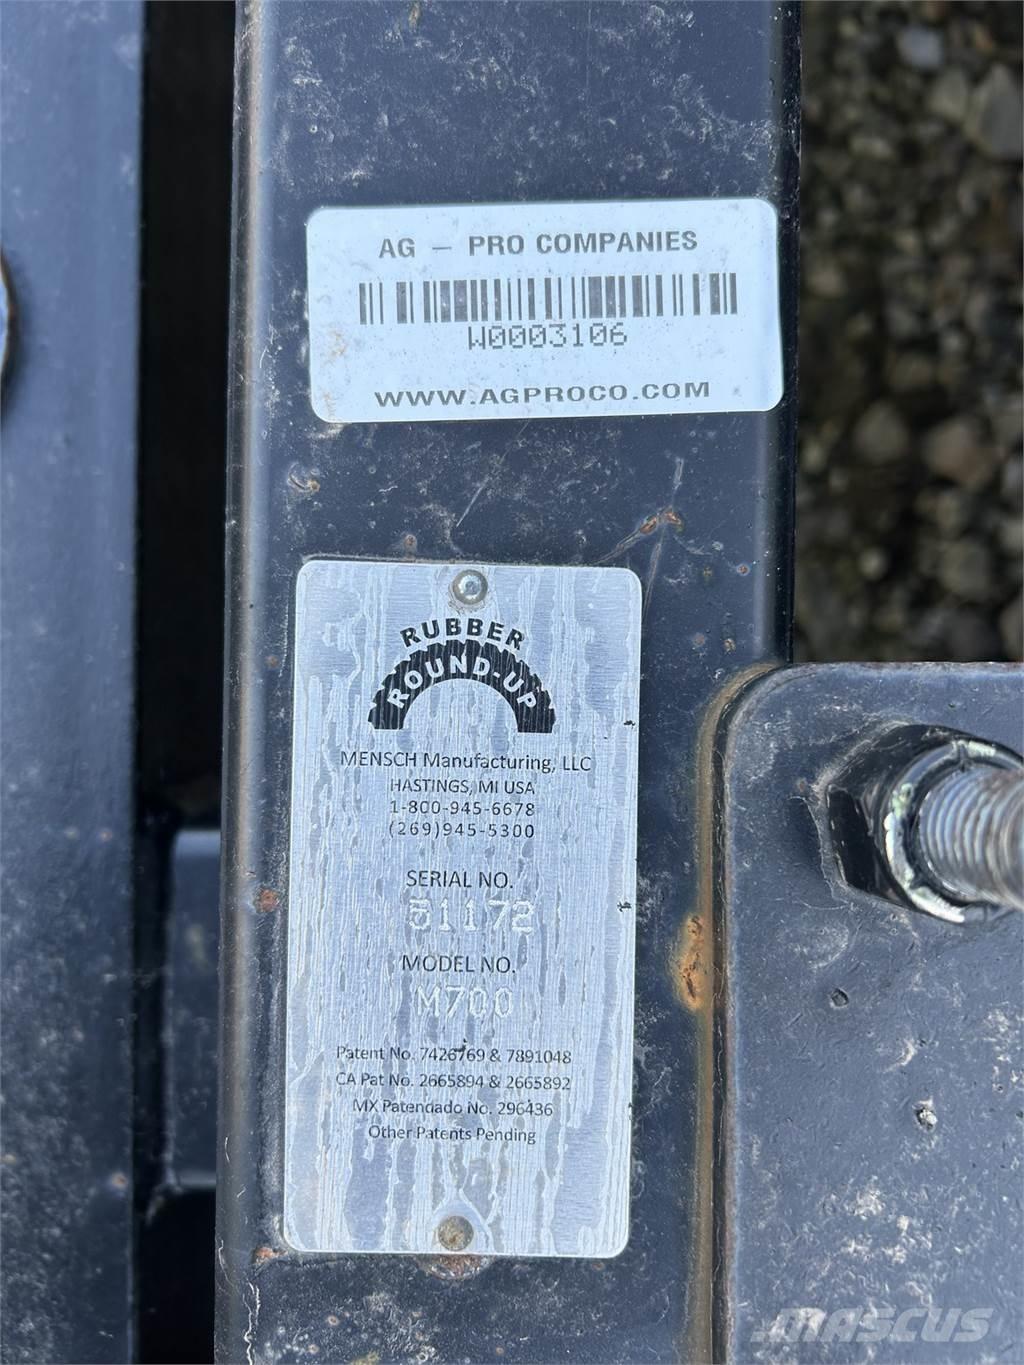 AG - PRO COMPANIES
W0003106
WWW.AGPROCO.COM
RUBBER
ROUND-UP
MENSCH Manufacturing, LLC
HASTINGS, MI USA
1-800-945-6678
(269)945-5300
SERIAL NO.
51172
MODEL NO.
M700
Patent No. 7426769 & 7891048
CA Pat No. 2665894 & 2665892
MX Patendado No. 296436
Other Patents Pending
MASCUS